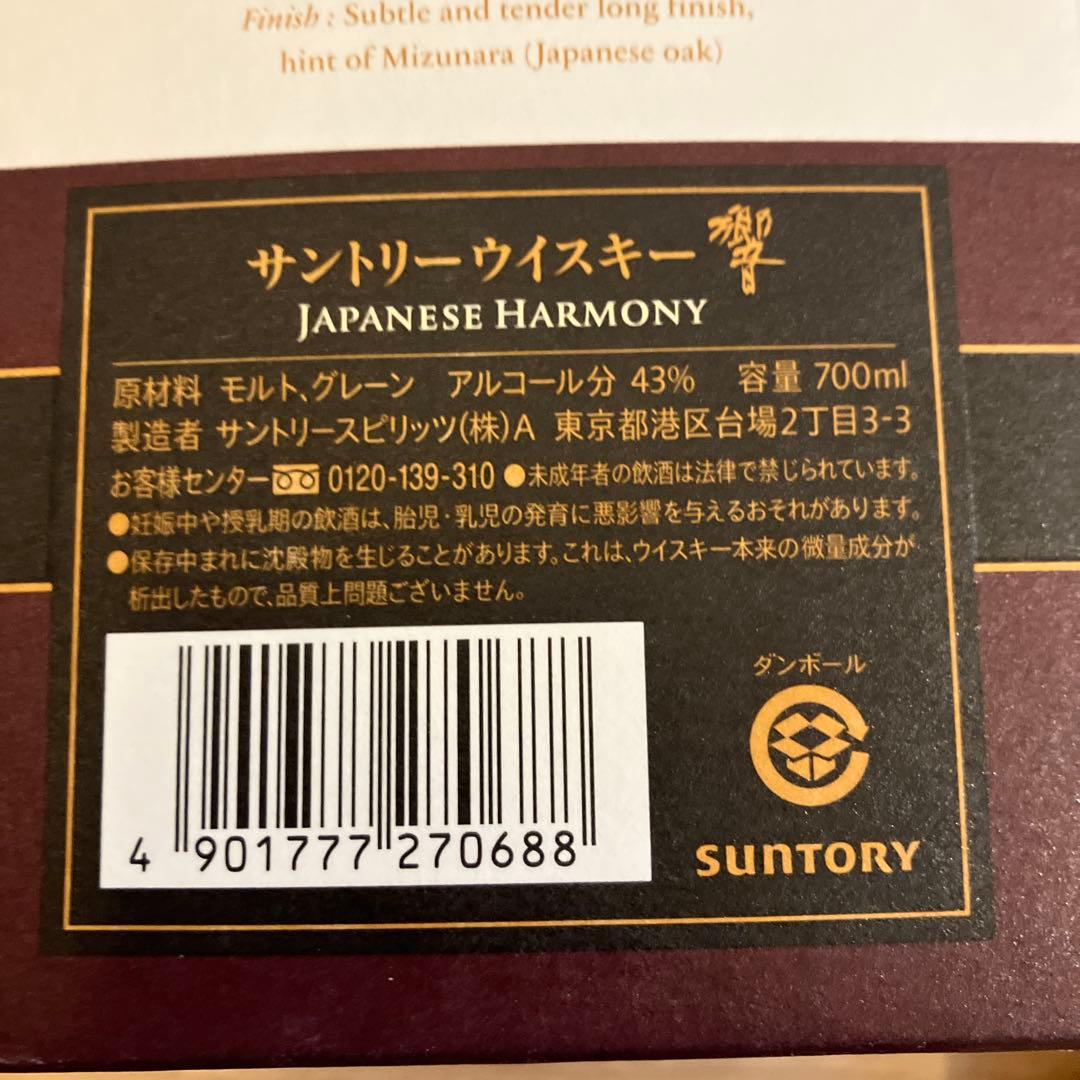 Finish : Subtle and tender long finish,
hint of Mizunara (Japanese oak)
サントリーウイスキー 響
JAPANESE HARMONY
原材料 モルト、グレーン アルコール分 43% 容量 700ml
製造者 サントリースピリッツ(株)A 東京都港区台場2丁目3-3
お客様センター 0120-139-310 ●未成年者の飲酒は法律で禁じられています。
●妊娠中や授乳期の飲酒は、胎児・乳児の発育に悪影響を与えるおそれがあります。
●保存中まれに沈殿物を生じることがあります。これは、ウイスキー本来の微量成分が
析出したもので、品質上問題ございません。
ダンボール
4 901777 270688
SUNTORY